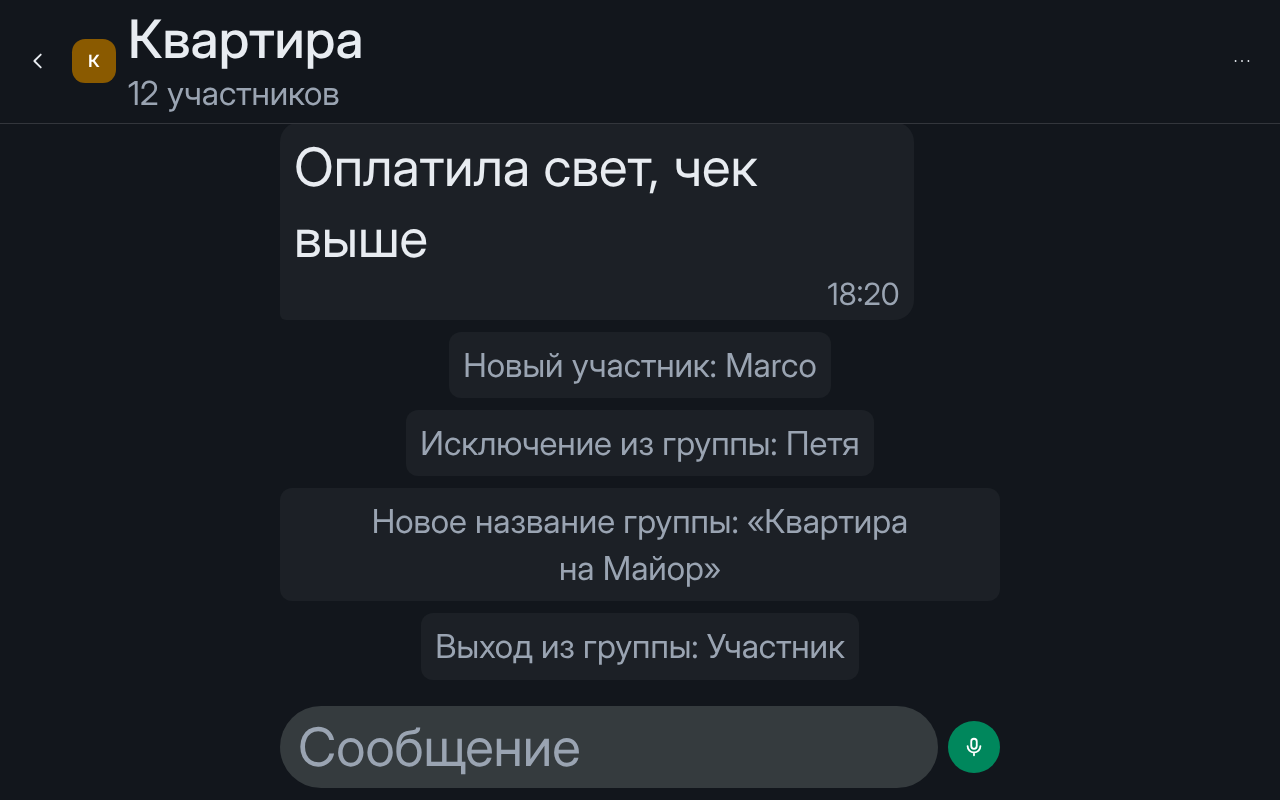 К
Квартира
12 участников
...
Оплатила свет, чек
выше
18:20
Новый участник: Marco
Исключение из группы: Петя
Новое название группы: «Квартира
на Майор»
Выход из группы: Участник
Сообщение